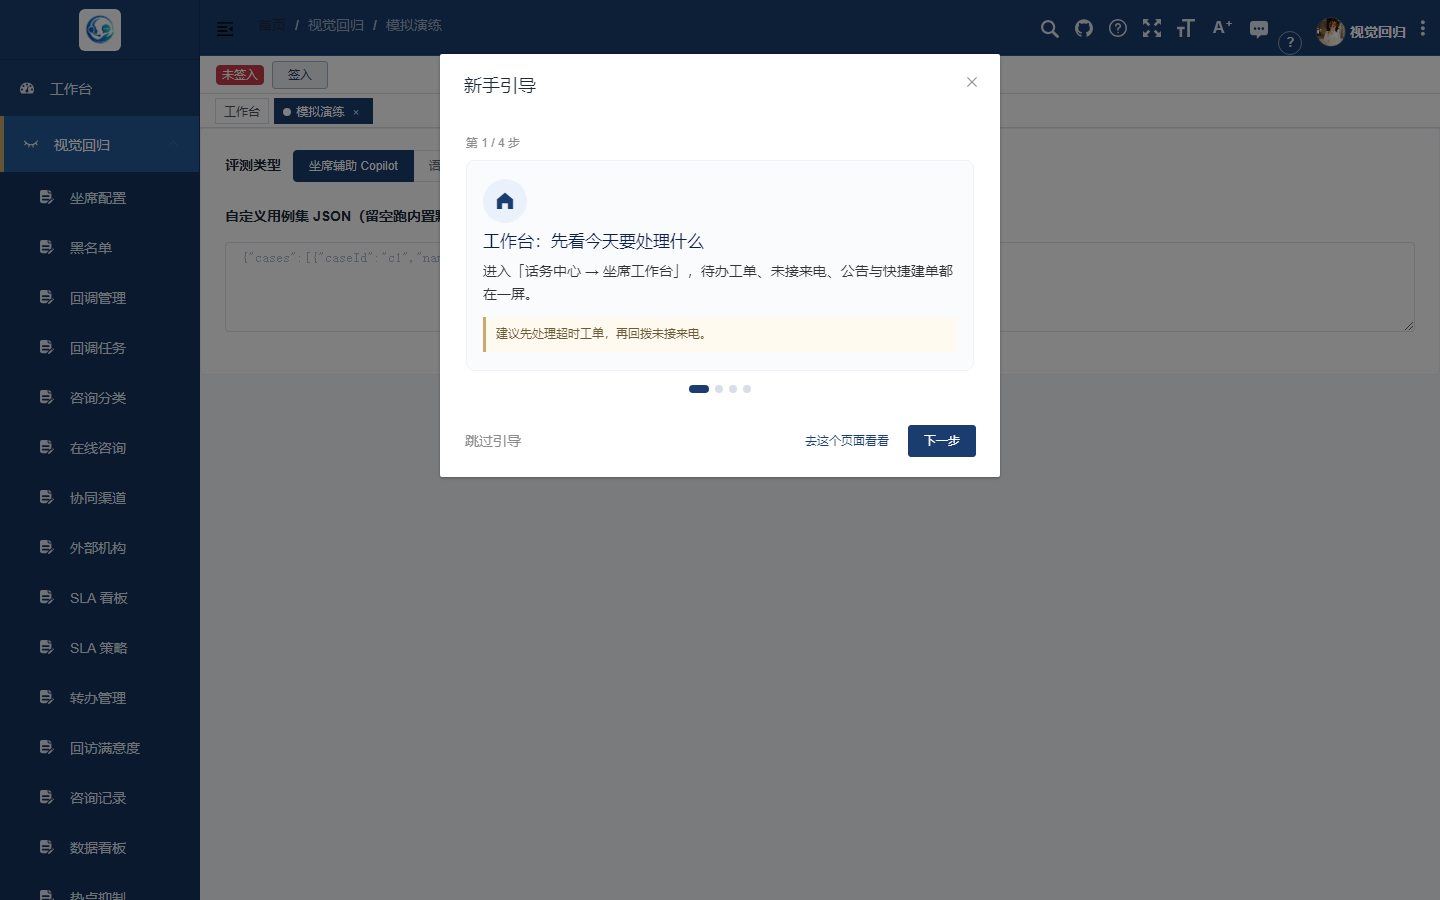 首页 / 视觉回归 / 模拟演练
A+
?
视觉回归
工作台
视觉回归
坐席配置
黑名单
回调管理
回调任务
咨询分类
在线咨询
协同渠道
外部机构
SLA 看板
SLA 策略
转办管理
回访满意度
咨询记录
数据看板
热点抑制
未签入
签入
工作台
模拟演练 ×
评测类型
坐席辅助 Copilot
语
自定义用例集 JSON（留空跑内置
{"cases":[{"caseId":"c1","nam
新手引导
第 1 / 4 步
工作台：先看今天要处理什么
进入「话务中心 → 坐席工作台」，待办工单、未接来电、公告与快捷建单都
在一屏。
建议先处理超时工单，再回拨未接来电。
跳过引导
去这个页面看看
下一步